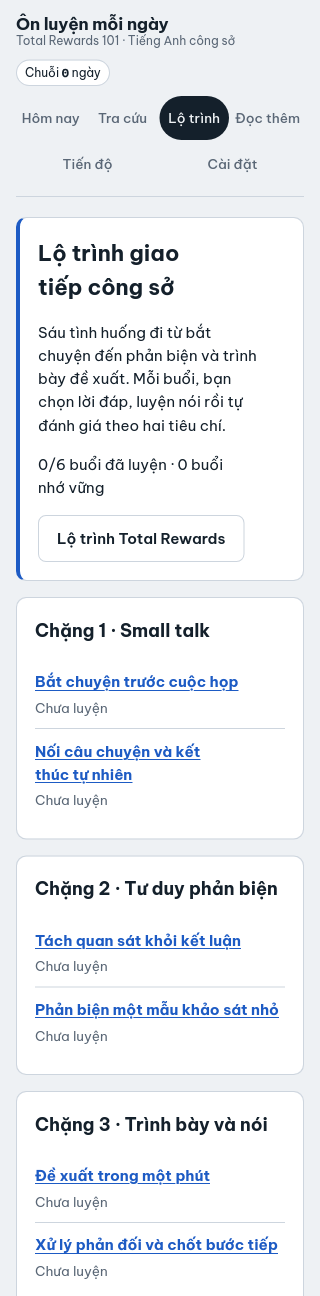 Ôn luyện mỗi ngày
Total Rewards 101 · Tiếng Anh công sở
Chuỗi 0 ngày
Hôm nay
Tra cứu
Lộ trình
Đọc thêm
Tiến độ
Cài đặt
Lộ trình giao
tiếp công sở
Sáu tình huống đi từ bắt
chuyện đến phản biện và trình
bày đề xuất. Mỗi buổi, bạn
chọn lời đáp, luyện nói rồi tự
đánh giá theo hai tiêu chí.
0/6 buổi đã luyện · 0 buổi
nhớ vững
Lộ trình Total Rewards
Chặng 1 · Small talk
Bắt chuyện trước cuộc họp
Chưa luyện
Nối câu chuyện và kết
thúc tự nhiên
Chưa luyện
Chặng 2 · Tư duy phản biện
Tách quan sát khỏi kết luận
Chưa luyện
Phản biện một mẫu khảo sát nhỏ
Chưa luyện
Chặng 3 · Trình bày và nói
Đề xuất trong một phút
Chưa luyện
Xử lý phản đối và chốt bước tiếp
Chưa luyện